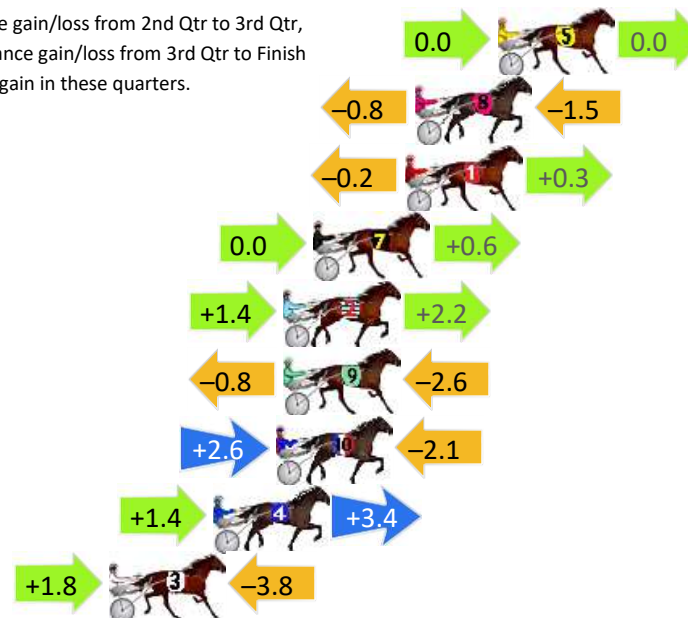 e gain/loss from 2nd Qtr to 3rd Qtr,
ance gain/loss from 3rd Qtr to Finish
gain in these quarters.
0.0 5 0.0
–0.8 8 –1.5
–0.2 1 +0.3
0.0 7 +0.6
+1.4 2 +2.2
–0.8 9 –2.6
+2.6 10 –2.1
+1.4 4 +3.4
+1.8 3 –3.8